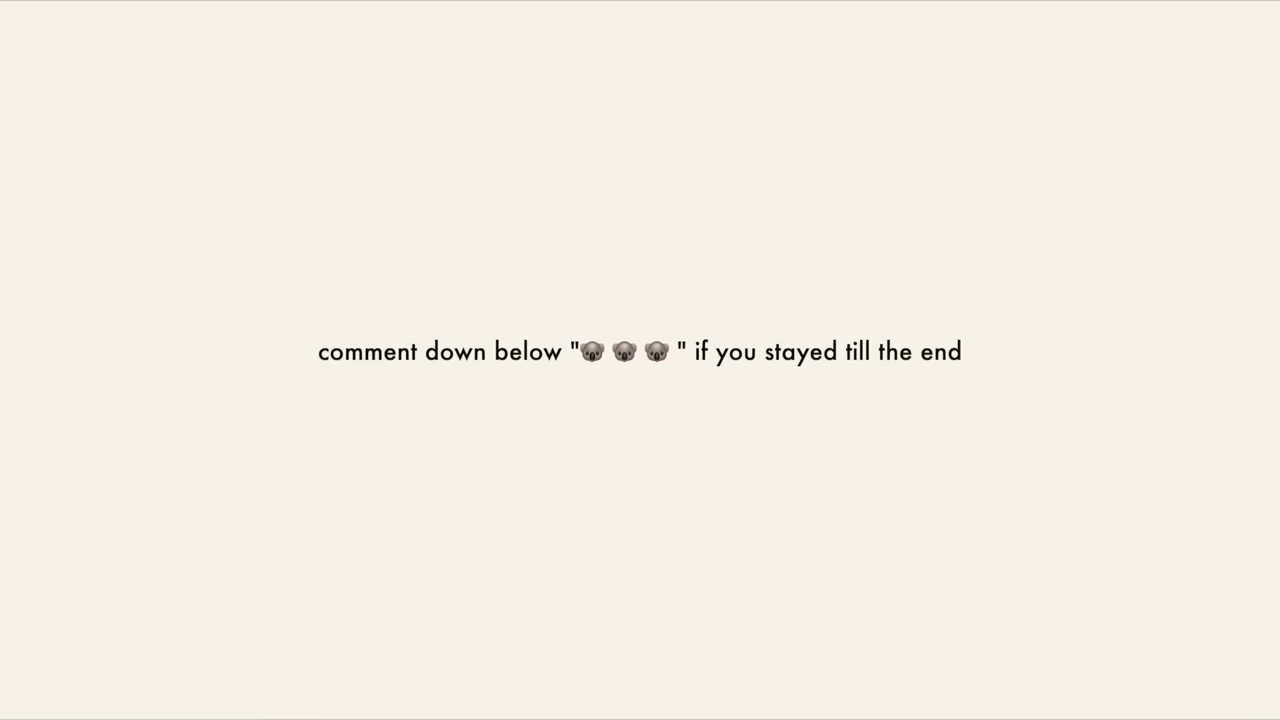 comment down below "🐨 🐨 🐨 " if you stayed till the end